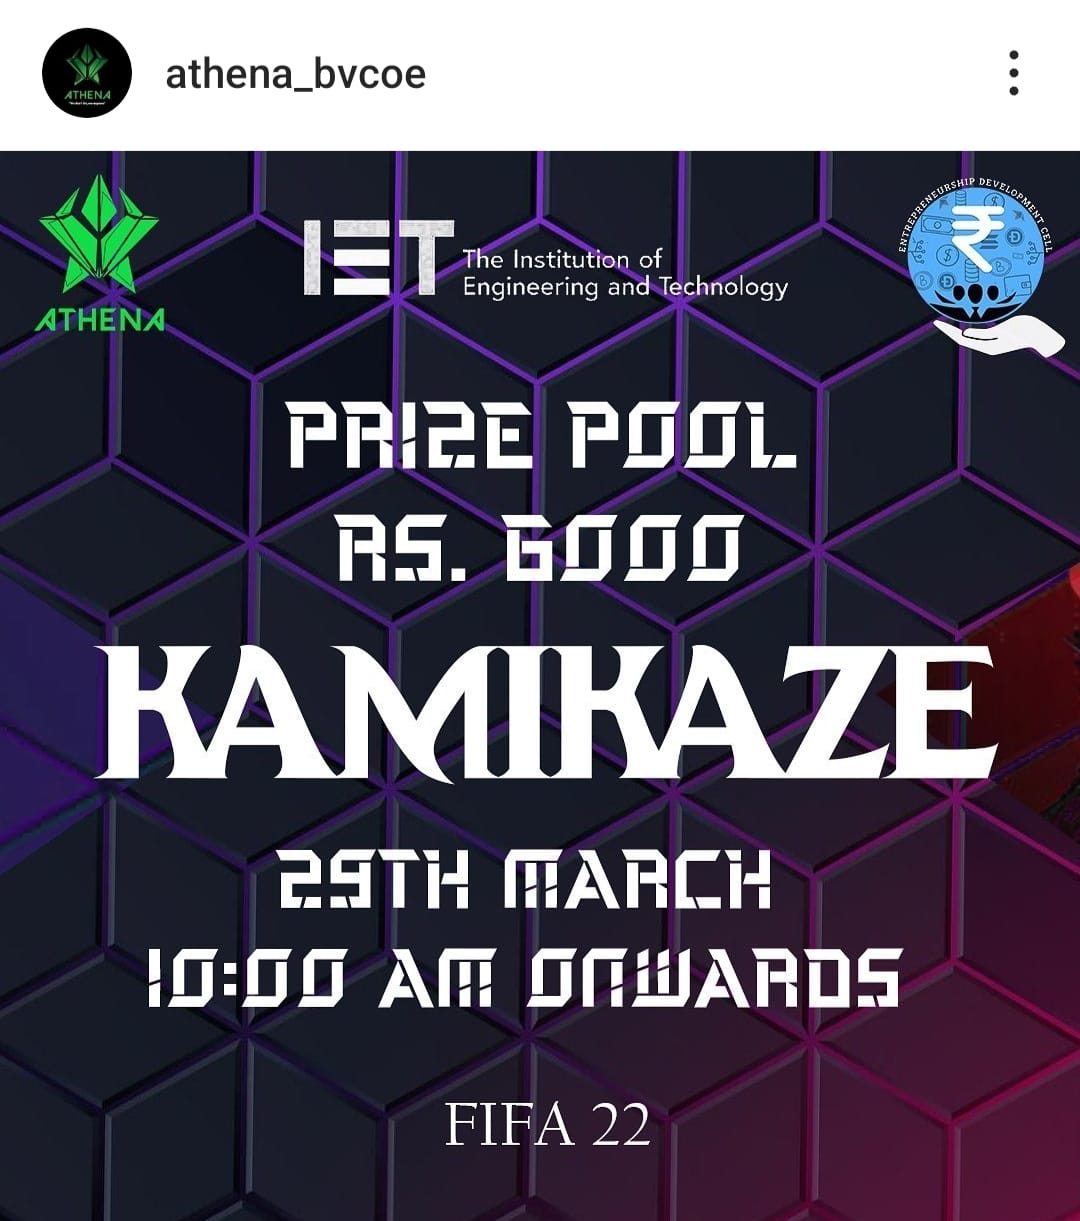 athena_bvcoe
ATHENA
ATHENA
IET
The Institution of
Engineering and Technology
ENTREPRENEURSHIP DEVELOPMENT CELL
₹
PRIZE POOL
RS. 6000
KAMIKAZE
29TH MARCH
10:00 AM ONWARDS
FIFA 22